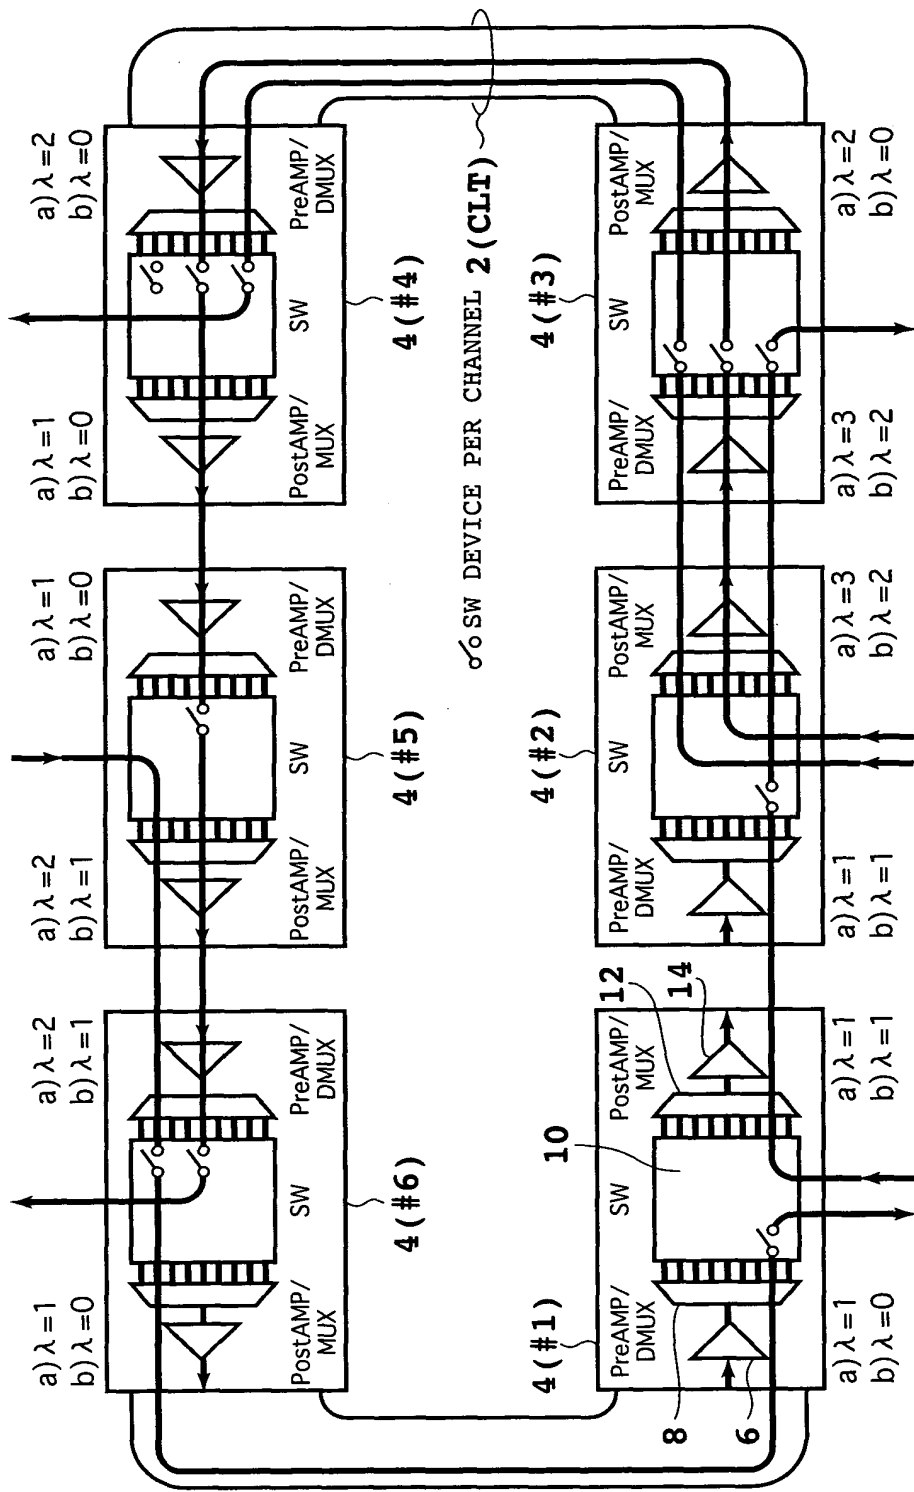 a)λ=1
b)λ=0
a)λ=2
b)λ=1
a)λ=2
b)λ=1
a)λ=1
b)λ=0
a)λ=1
b)λ=0
a)λ=2
b)λ=0
PostAMP/
MUX
SW
PreAMP/
DMUX
PostAMP/
MUX
SW
PreAMP/
DMUX
PostAMP/
MUX
SW
PreAMP/
DMUX
4(#6)
4(#5)
4(#4)
SW DEVICE PER CHANNEL
2(CLT)
4(#1)
10
4(#2)
4(#3)
PreAMP/
DMUX
SW
PostAMP/
MUX
12
PreAMP/
DMUX
SW
PostAMP/
MUX
PreAMP/
DMUX
SW
PostAMP/
MUX
8
14
6
a)λ=1
b)λ=0
a)λ=1
b)λ=1
a)λ=1
b)λ=1
a)λ=3
b)λ=2
a)λ=3
b)λ=2
a)λ=2
b)λ=0